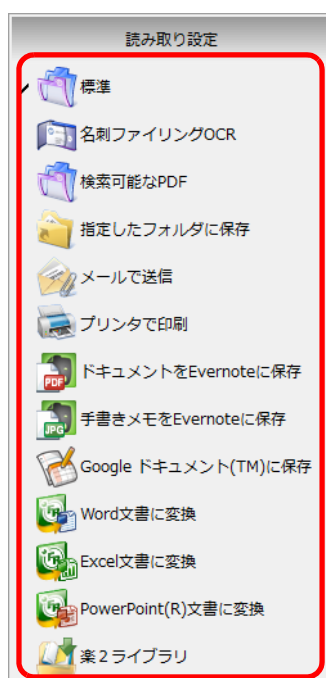 読み取り設定
標準
名刺ファイリングOCR
検索可能なPDF
指定したフォルダに保存
メールで送信
プリンタで印刷
PDF
ドキュメントをEvernoteに保存
JPG
手書きメモをEvernoteに保存
Google ドキュメント(TM)に保存
Word文書に変換
Excel文書に変換
PowerPoint(R)文書に変換
楽2ライブラリ